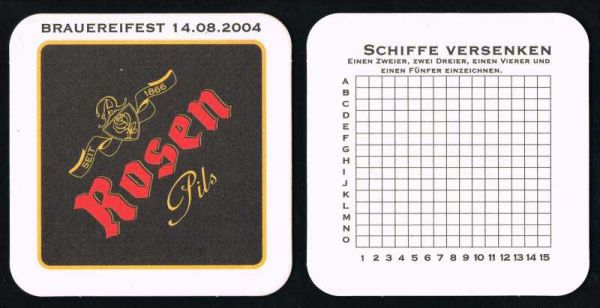 BRAUEREIFEST 14.08.2004
SEIT 1866
Rosen
Pils
SCHIFFE VERSENKEN
EINEN ZWEIER, ZWEI DREIER, EINEN VIERER UND
EINEN FÜNFER EINZEICHNEN.
A
B
C
D
E
F
G
H
I
J
K
L
M
N
O
1 2 3 4 5 6 7 8 9 10 11 12 13 14 15